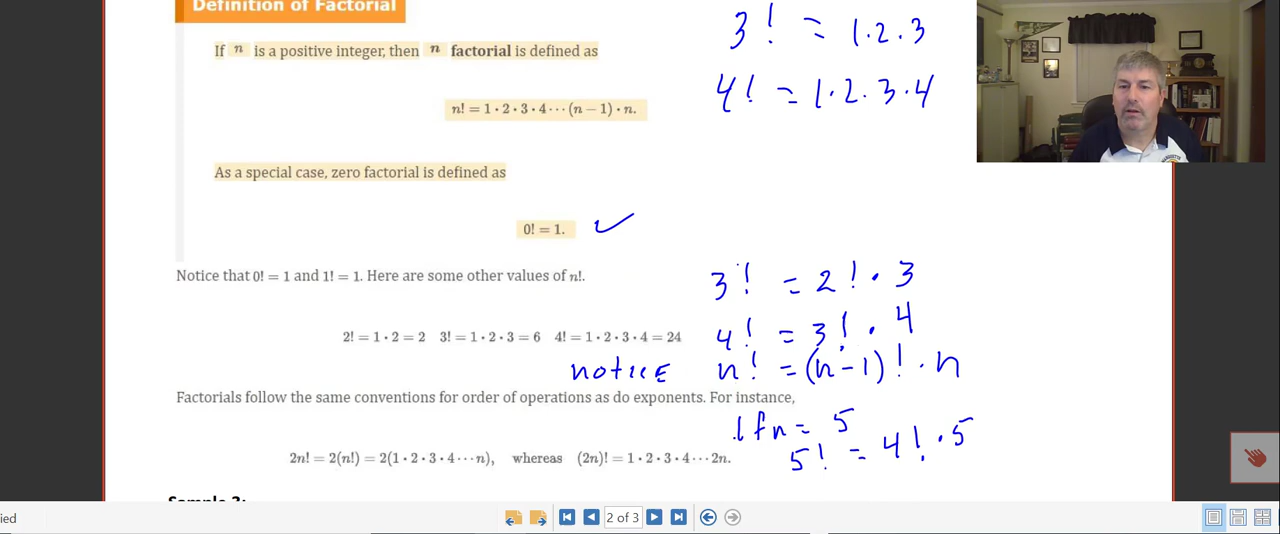 Definition of Factorial
If n is a positive integer, then n factorial is defined as
n! = 1 • 2 • 3 • 4 ⋯ (n − 1) • n.
As a special case, zero factorial is defined as
0! = 1. ✓
3! = 1·2·3
4! = 1·2·3·4
Notice that 0! = 1 and 1! = 1. Here are some other values of n!.
3! = 2! · 3
2! = 1 • 2 = 2 3! = 1 • 2 • 3 = 6 4! = 1 • 2 • 3 • 4 = 24
4! = 3! · 4
notice n! = (n-1)! · n
Factorials follow the same conventions for order of operations as do exponents. For instance,
If n = 5
5! = 4! · 5
2n! = 2(n!) = 2(1 • 2 • 3 • 4 ⋯ n), whereas (2n)! = 1 • 2 • 3 • 4 ⋯ 2n.
2 of 3